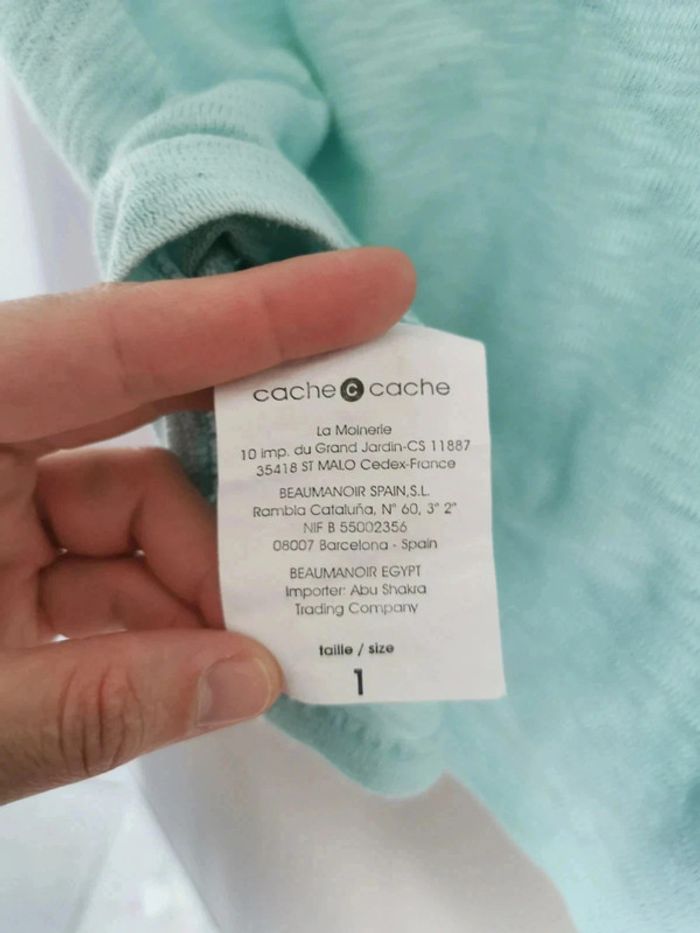 cache c cache
La Moinerie
10 imp. du Grand Jardin-CS 11887
35418 ST MALO Cedex-France
BEAUMANOIR SPAIN,S.L.
Rambla Cataluña, N° 60, 3° 2ª
NIF B 55002356
08007 Barcelona - Spain
BEAUMANOIR EGYPT
Importer: Abu Shakra
Trading Company
taille / size
1